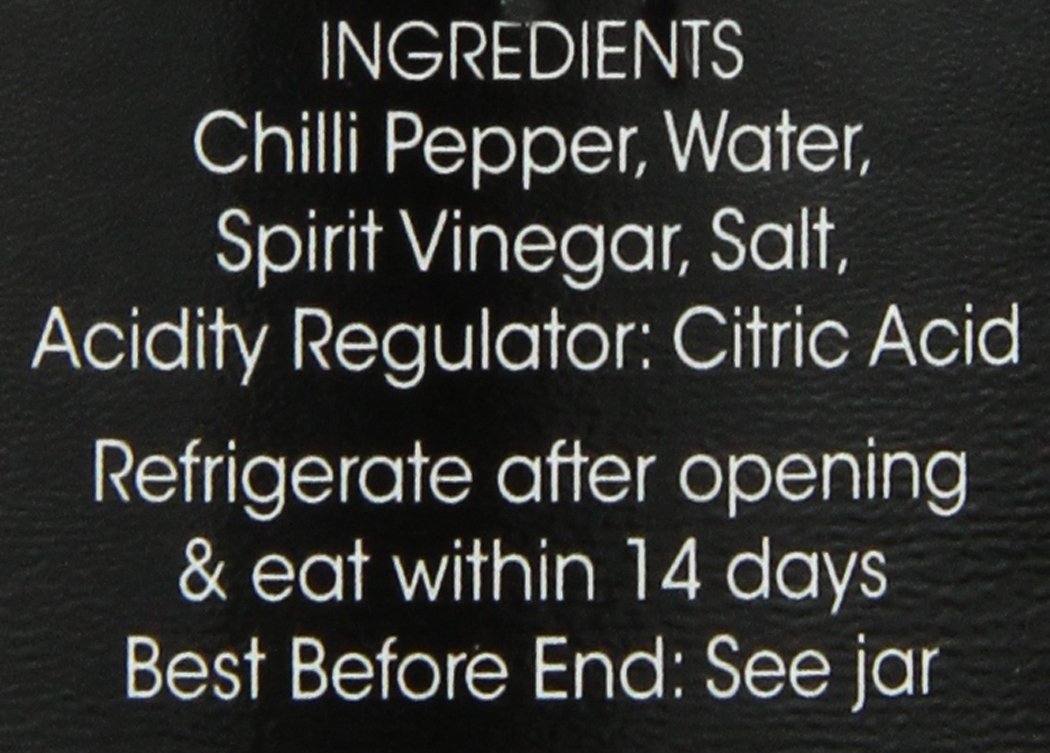 INGREDIENTS
Chilli Pepper, Water,
Spirit Vinegar, Salt,
Acidity Regulator: Citric Acid
Refrigerate after opening
& eat within 14 days
Best Before End: See jar